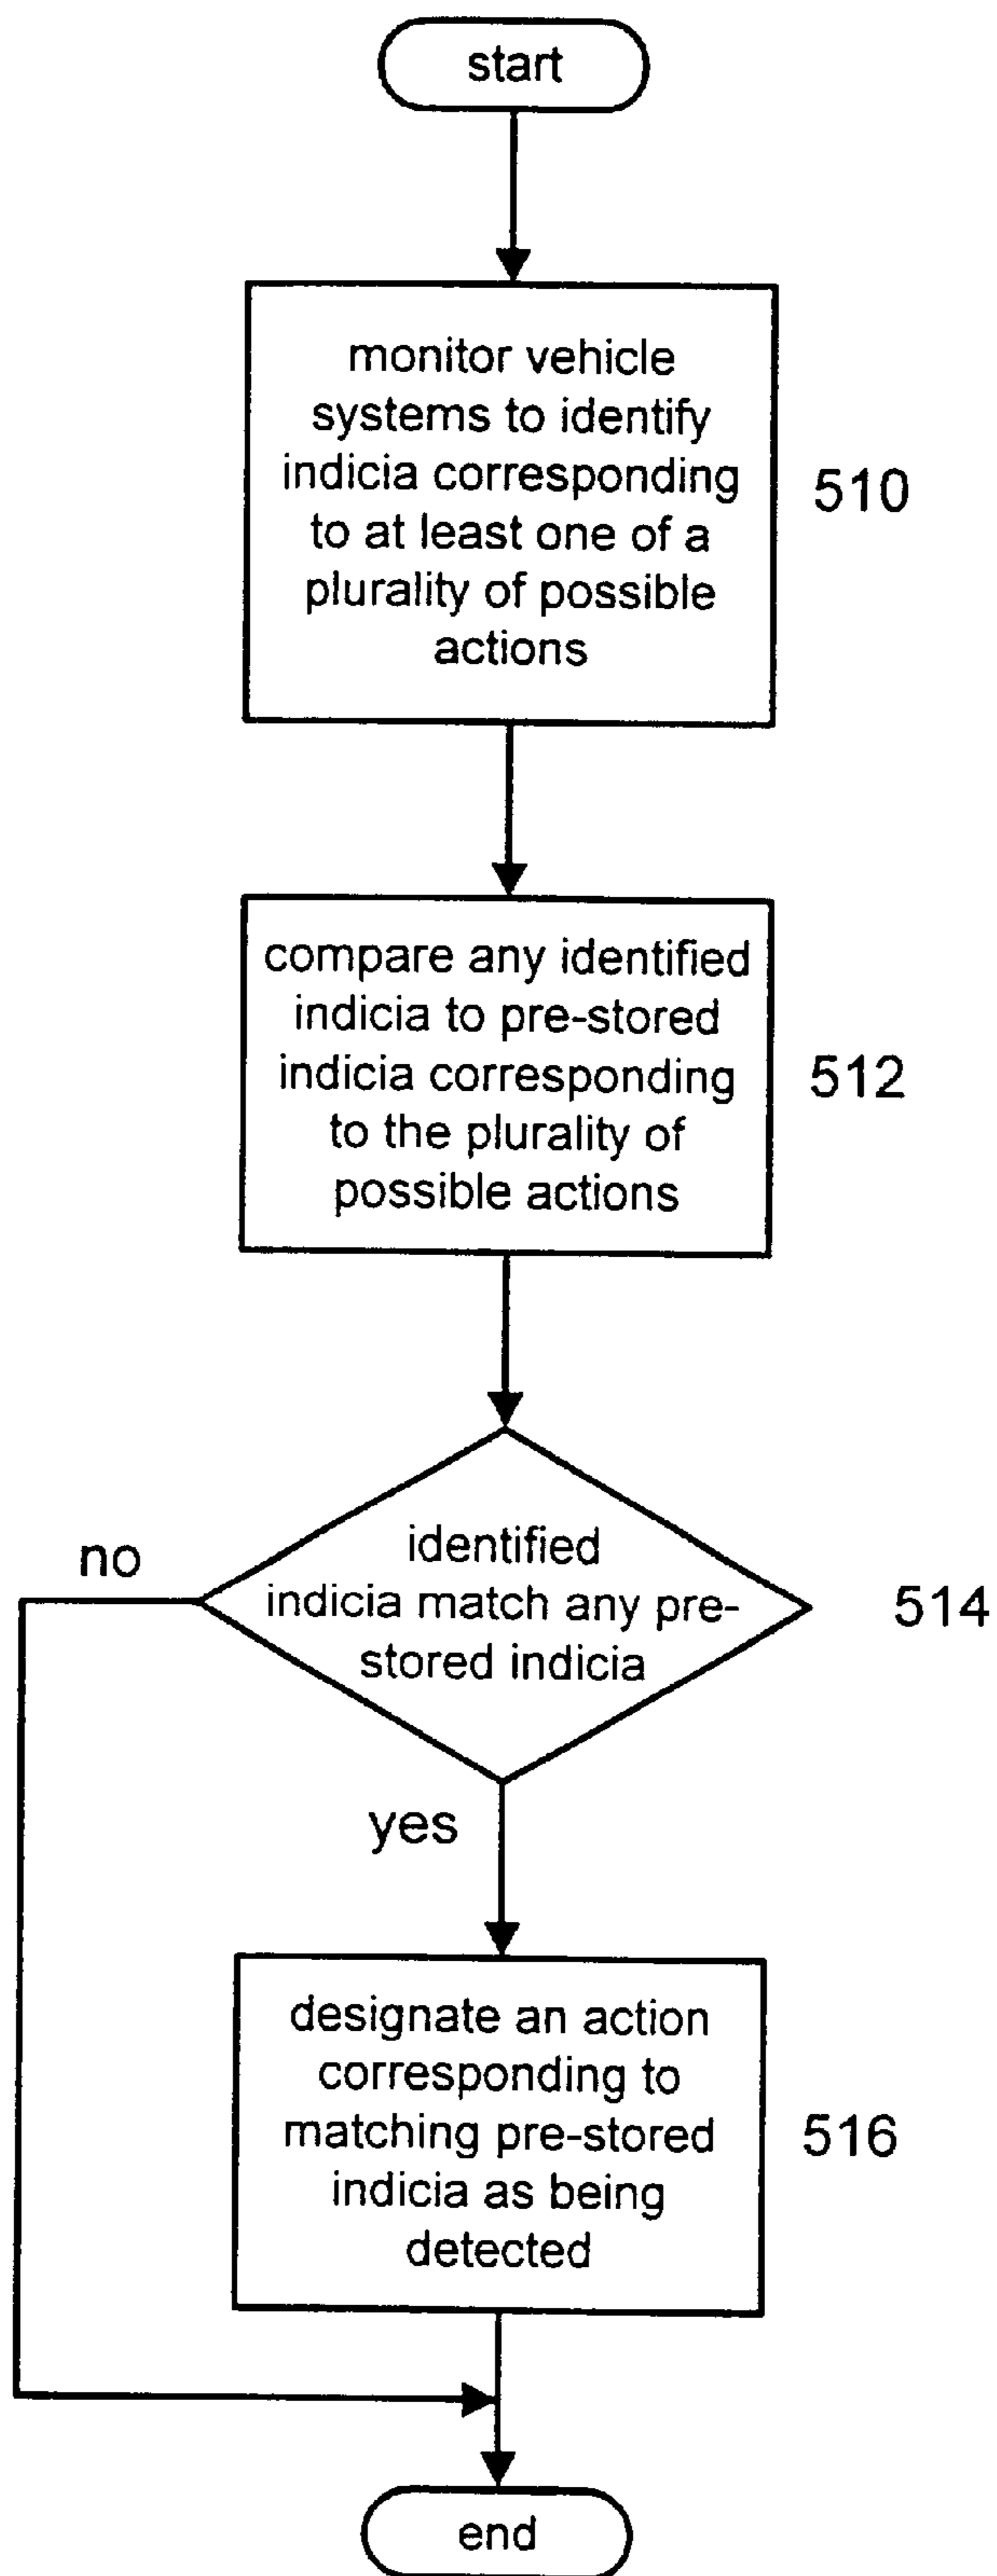 start
monitor vehicle
systems to identify
indicia corresponding
to at least one of a
plurality of possible
actions
510
compare any identified
indicia to pre-stored
indicia corresponding
to the plurality of
possible actions
512
identified
indicia match any pre-
stored indicia
514
no
yes
designate an action
corresponding to
matching pre-stored
indicia as being
detected
516
end